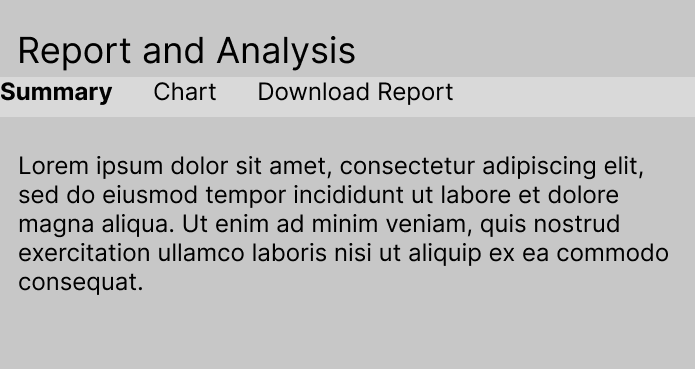 Report and Analysis
Summary Chart Download Report
Lorem ipsum dolor sit amet, consectetur adipiscing elit,
sed do eiusmod tempor incididunt ut labore et dolore
magna aliqua. Ut enim ad minim veniam, quis nostrud
exercitation ullamco laboris nisi ut aliquip ex ea commodo
consequat.